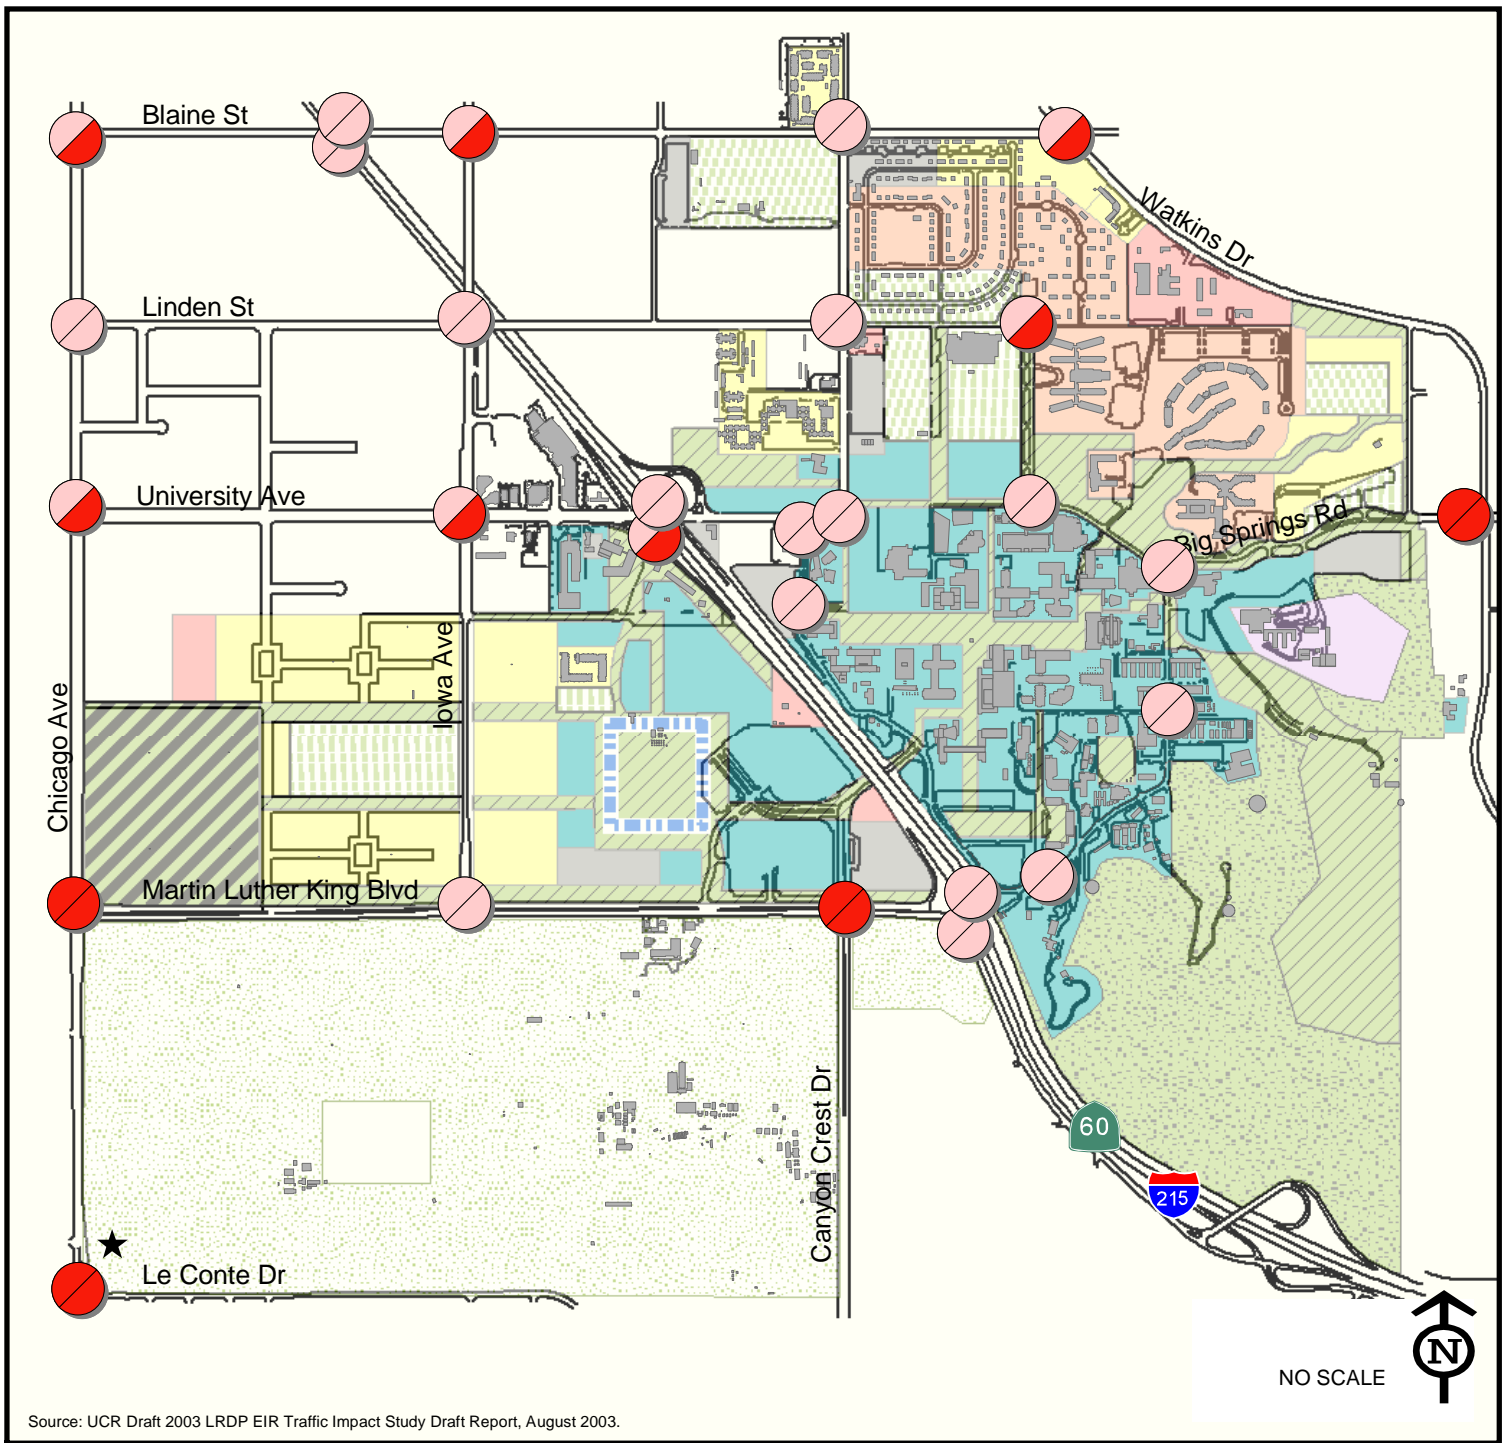 Blaine St
Watkins Dr
Linden St
University Ave
Big Springs Rd
Iowa Ave
Chicago Ave
Martin Luther King Blvd
Canyon Crest Dr
60
215
Le Conte Dr
N
NO SCALE
Source: UCR Draft 2003 LRDP EIR Traffic Impact Study Draft Report, August 2003.